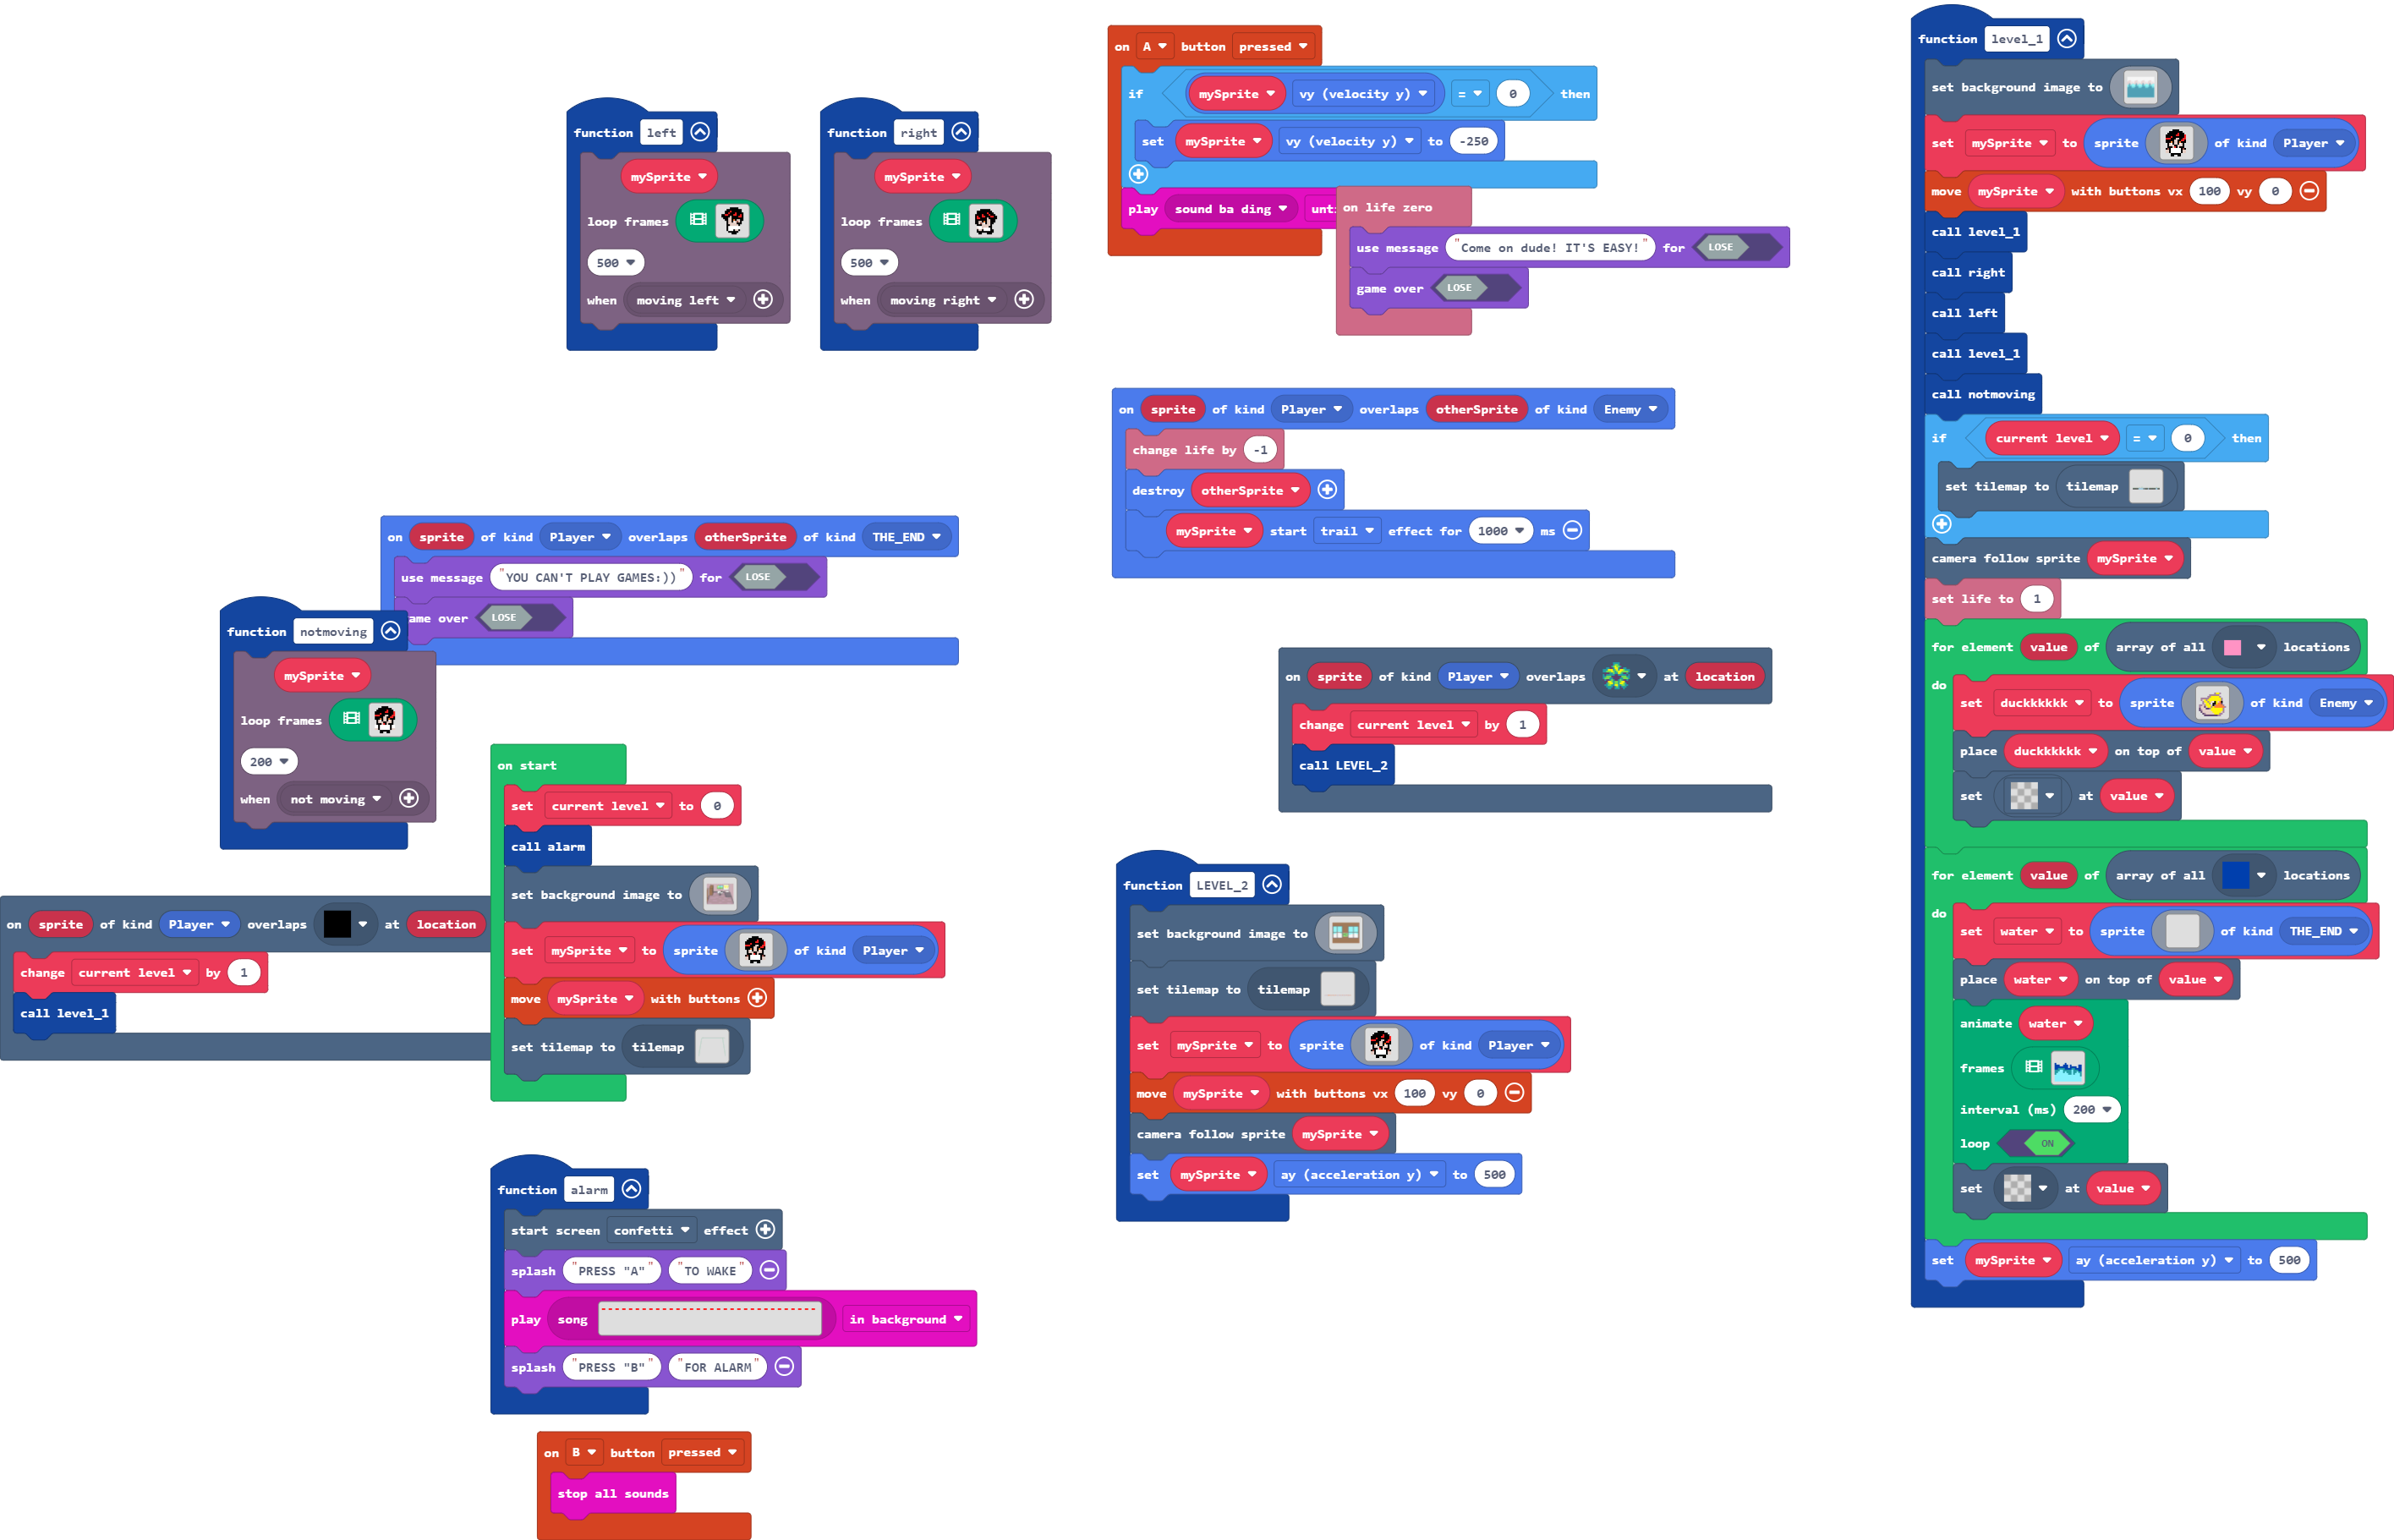 function left
mySprite
loop frames
500
when moving left
function right
mySprite
loop frames
500
when moving right
on A button pressed
if mySprite vy (velocity y) = 0 then
set mySprite vy (velocity y) to -250
play sound ba ding
on life zero
use message "Come on dude! IT'S EASY!" for LOSE
game over LOSE
on sprite of kind Player overlaps otherSprite of kind Enemy
change life by -1
destroy otherSprite
mySprite start trail effect for 1000 ms
on sprite of kind Player overlaps otherSprite of kind THE_END
use message "YOU CAN'T PLAY GAMES:))" for LOSE
ame over LOSE
function notmoving
mySprite
loop frames
200
when not moving
on sprite of kind Player overlaps at location
change current level by 1
call level_1
on start
set current level to 0
call alarm
set background image to
set mySprite to sprite of kind Player
move mySprite with buttons
set tilemap to tilemap
function alarm
start screen confetti effect
splash "PRESS "A"" "TO WAKE"
play song in background
splash "PRESS "B"" "FOR ALARM"
on B button pressed
stop all sounds
on sprite of kind Player overlaps at location
change current level by 1
call LEVEL_2
function LEVEL_2
set background image to
set tilemap to tilemap
set mySprite to sprite of kind Player
move mySprite with buttons vx 100 vy 0
camera follow sprite mySprite
set mySprite ay (acceleration y) to 500
function level_1
set background image to
set mySprite to sprite of kind Player
move mySprite with buttons vx 100 vy 0
call level_1
call right
call left
call level_1
call notmoving
if current level = 0 then
set tilemap to tilemap
camera follow sprite mySprite
set life to 1
for element value of array of all locations
do
set duckkkkkk to sprite of kind Enemy
place duckkkkkk on top of value
set at value
for element value of array of all locations
do
set water to sprite of kind THE_END
place water on top of value
animate water
frames
interval (ms) 200
loop ON
set at value
set mySprite ay (acceleration y) to 500